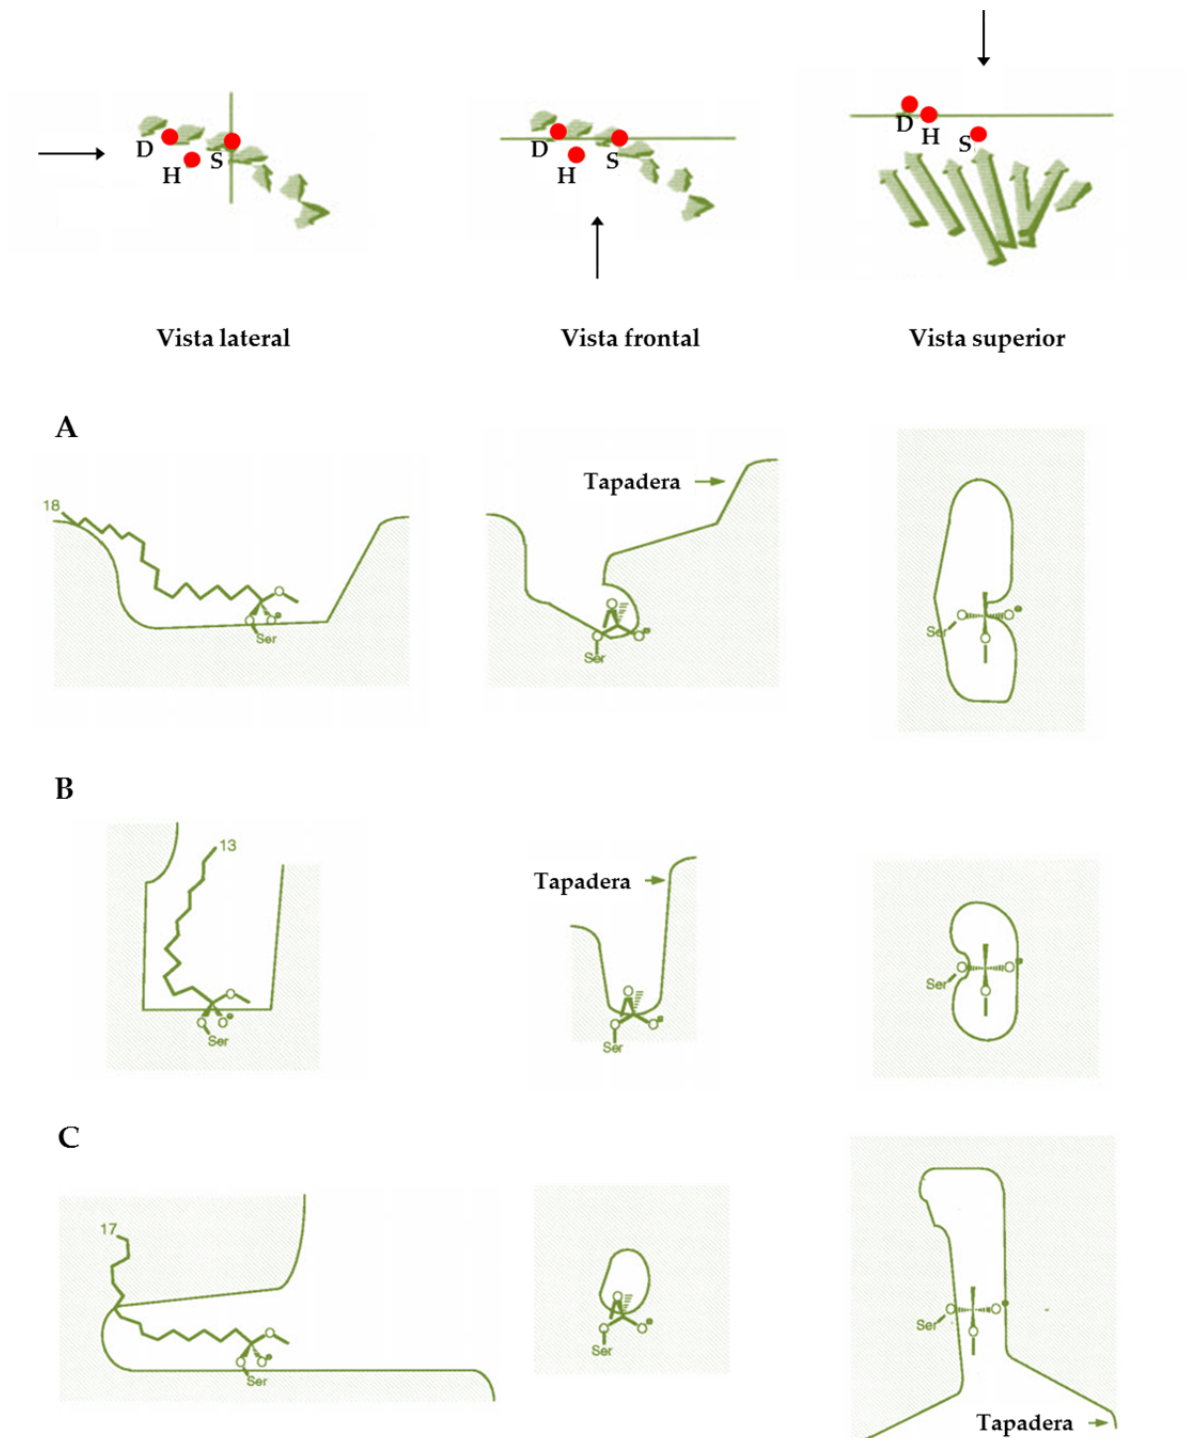 D H S
D H S
D H S
Vista lateral
Vista frontal
Vista superior
A
18
O
O O
Ser
Tapadera
O
O O
Ser
O O
Ser
O
B
13
O
O O
Ser
Tapadera
O
O O
Ser
O O
Ser
O
C
17
O
O O
Ser
O
O O
Ser
O O
Ser
O
Tapadera